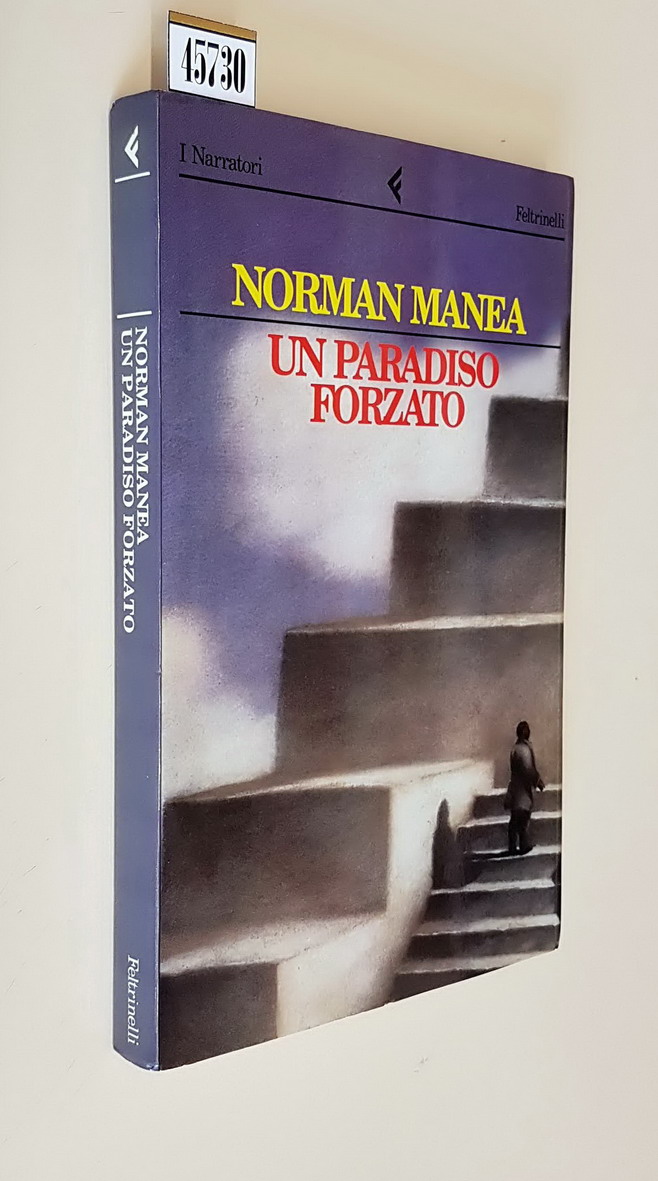 45730
I Narratori
Feltrinelli
NORMAN MANEA
UN PARADISO
FORZATO
NORMAN MANEA
UN PARADISO FORZATO
Feltrinelli